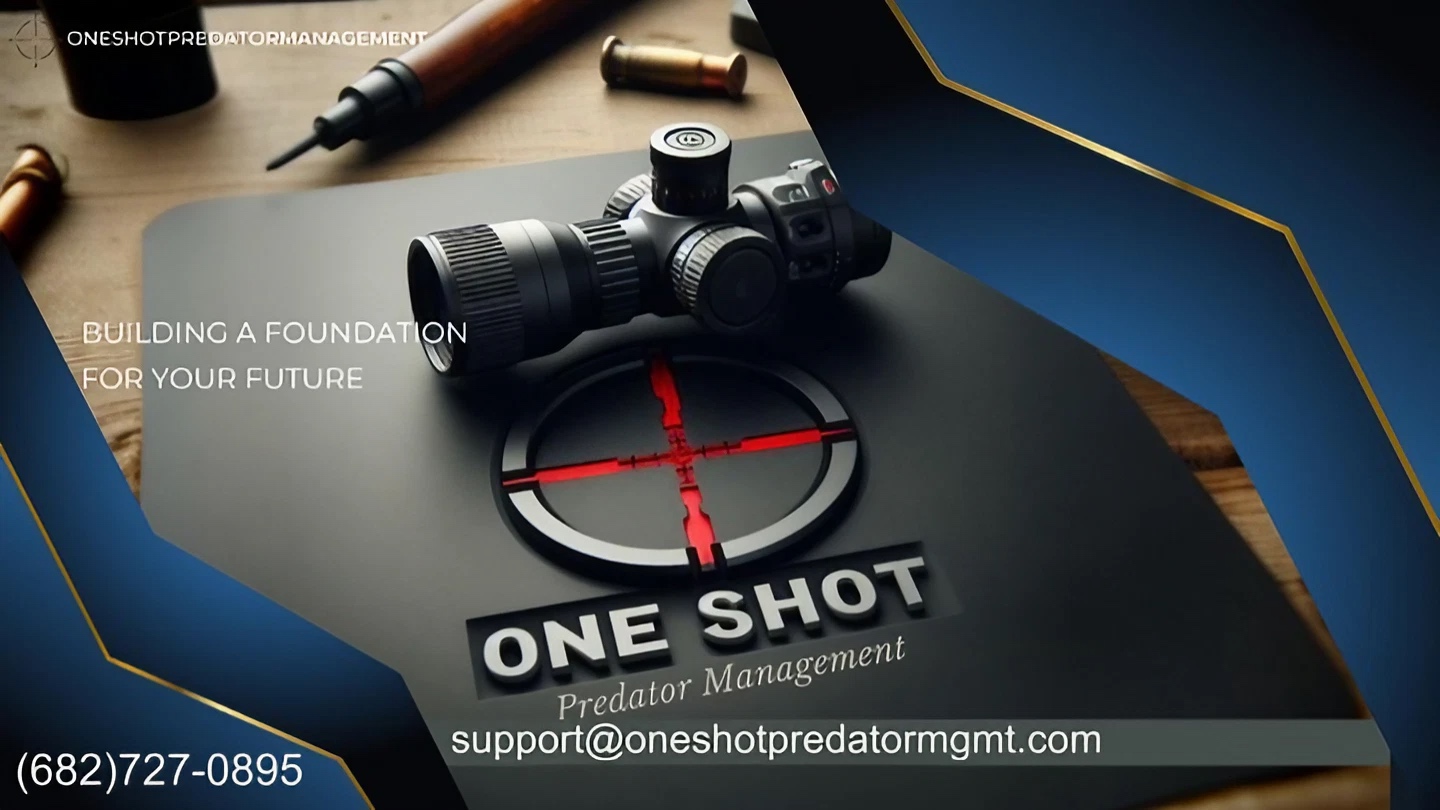 ONESHOTPREDATORMANAGEMENT
BUILDING A FOUNDATION
FOR YOUR FUTURE
ONE SHOT
Predator Management
support@oneshotpredatormgmt.com
(682)727-0895